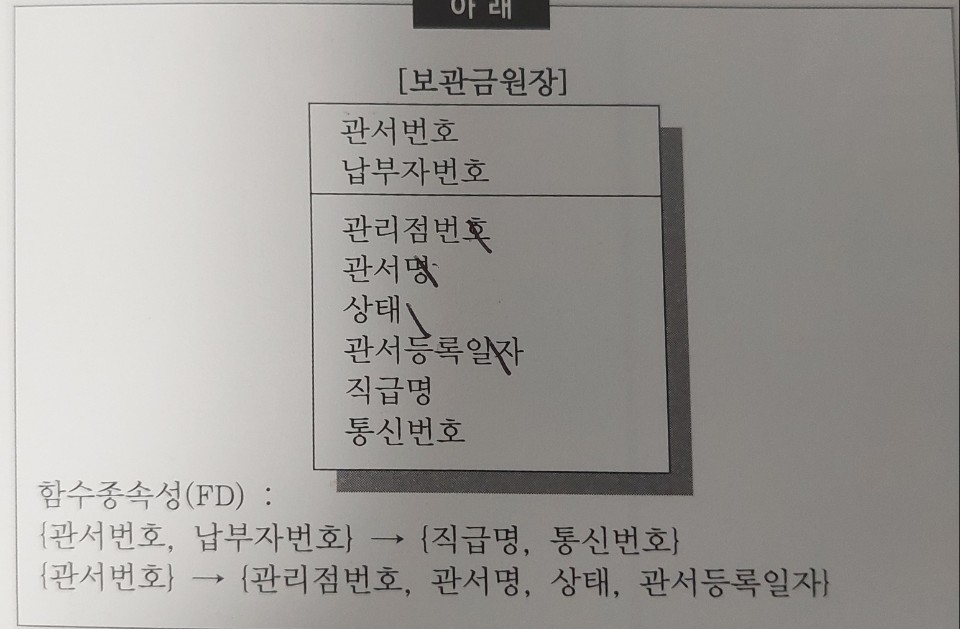 아 래
[보관금원장]
관서번호
납부자번호
관리점번호
관서명
상태
관서등록일자
직급명
통신번호
함수종속성(FD) :
{관서번호, 납부자번호} → {직급명, 통신번호}
{관서번호} → {관리점번호, 관서명, 상태, 관서등록일자}